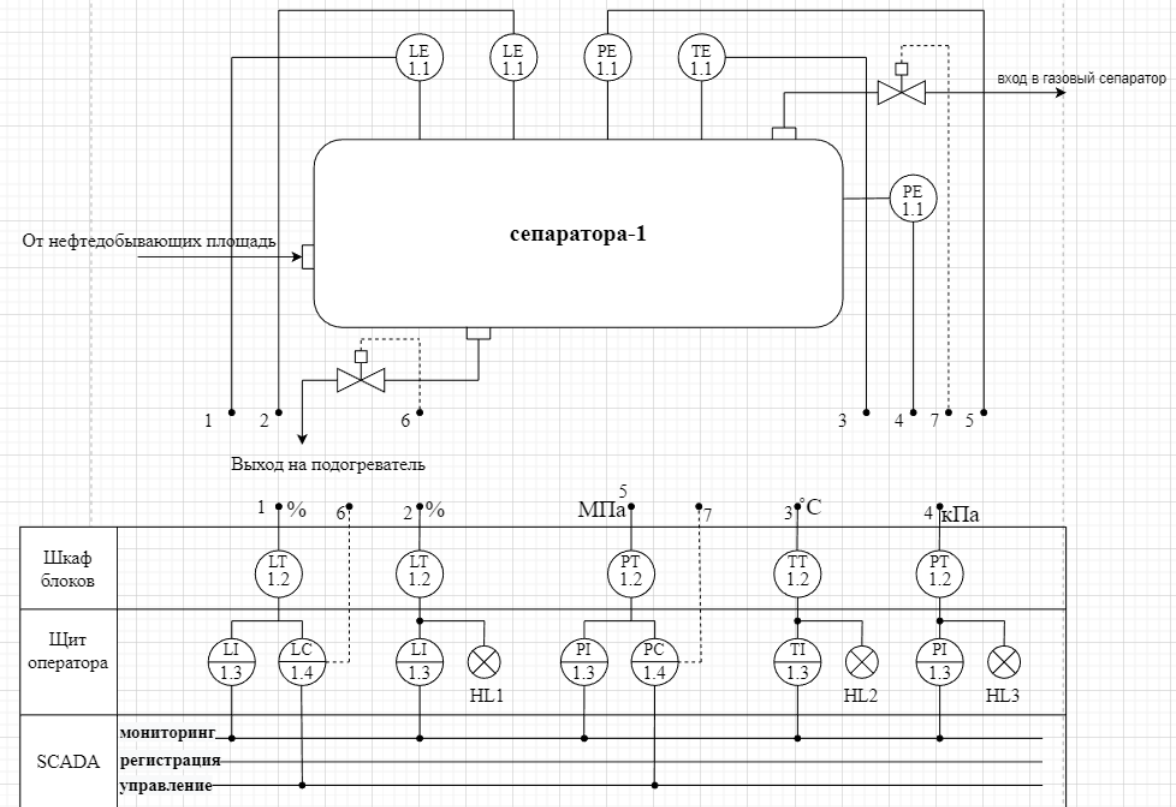 LE
1.1
LE
1.1
PE
1.1
TE
1.1
вход в газовый сепаратор
PE
1.1
От нефтедобывающих площадь
сепаратора-1
1
2
6
3
4
7
5
Выход на подогреватель
1
%
6
2
%
МПа
5
7
3
°C
4
кПа
Шкаф
блоков
LT
1.2
LT
1.2
PT
1.2
TT
1.2
PT
1.2
Щит
оператора
LI
1.3
LC
1.4
LI
1.3
HL1
PI
1.3
PC
1.4
TI
1.3
HL2
PI
1.3
HL3
SCADA
мониторинг
регистрация
управление